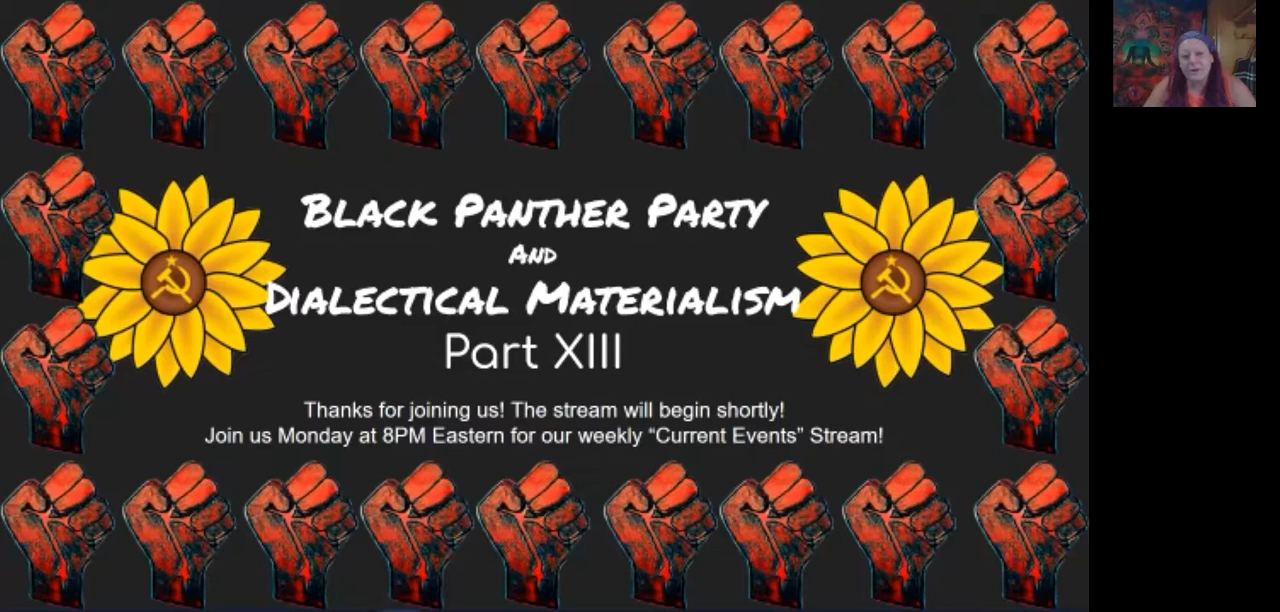 Black Panther Party
And
Dialectical Materialism
Part XIII
Thanks for joining us! The stream will begin shortly!
Join us Monday at 8PM Eastern for our weekly “Current Events” Stream!